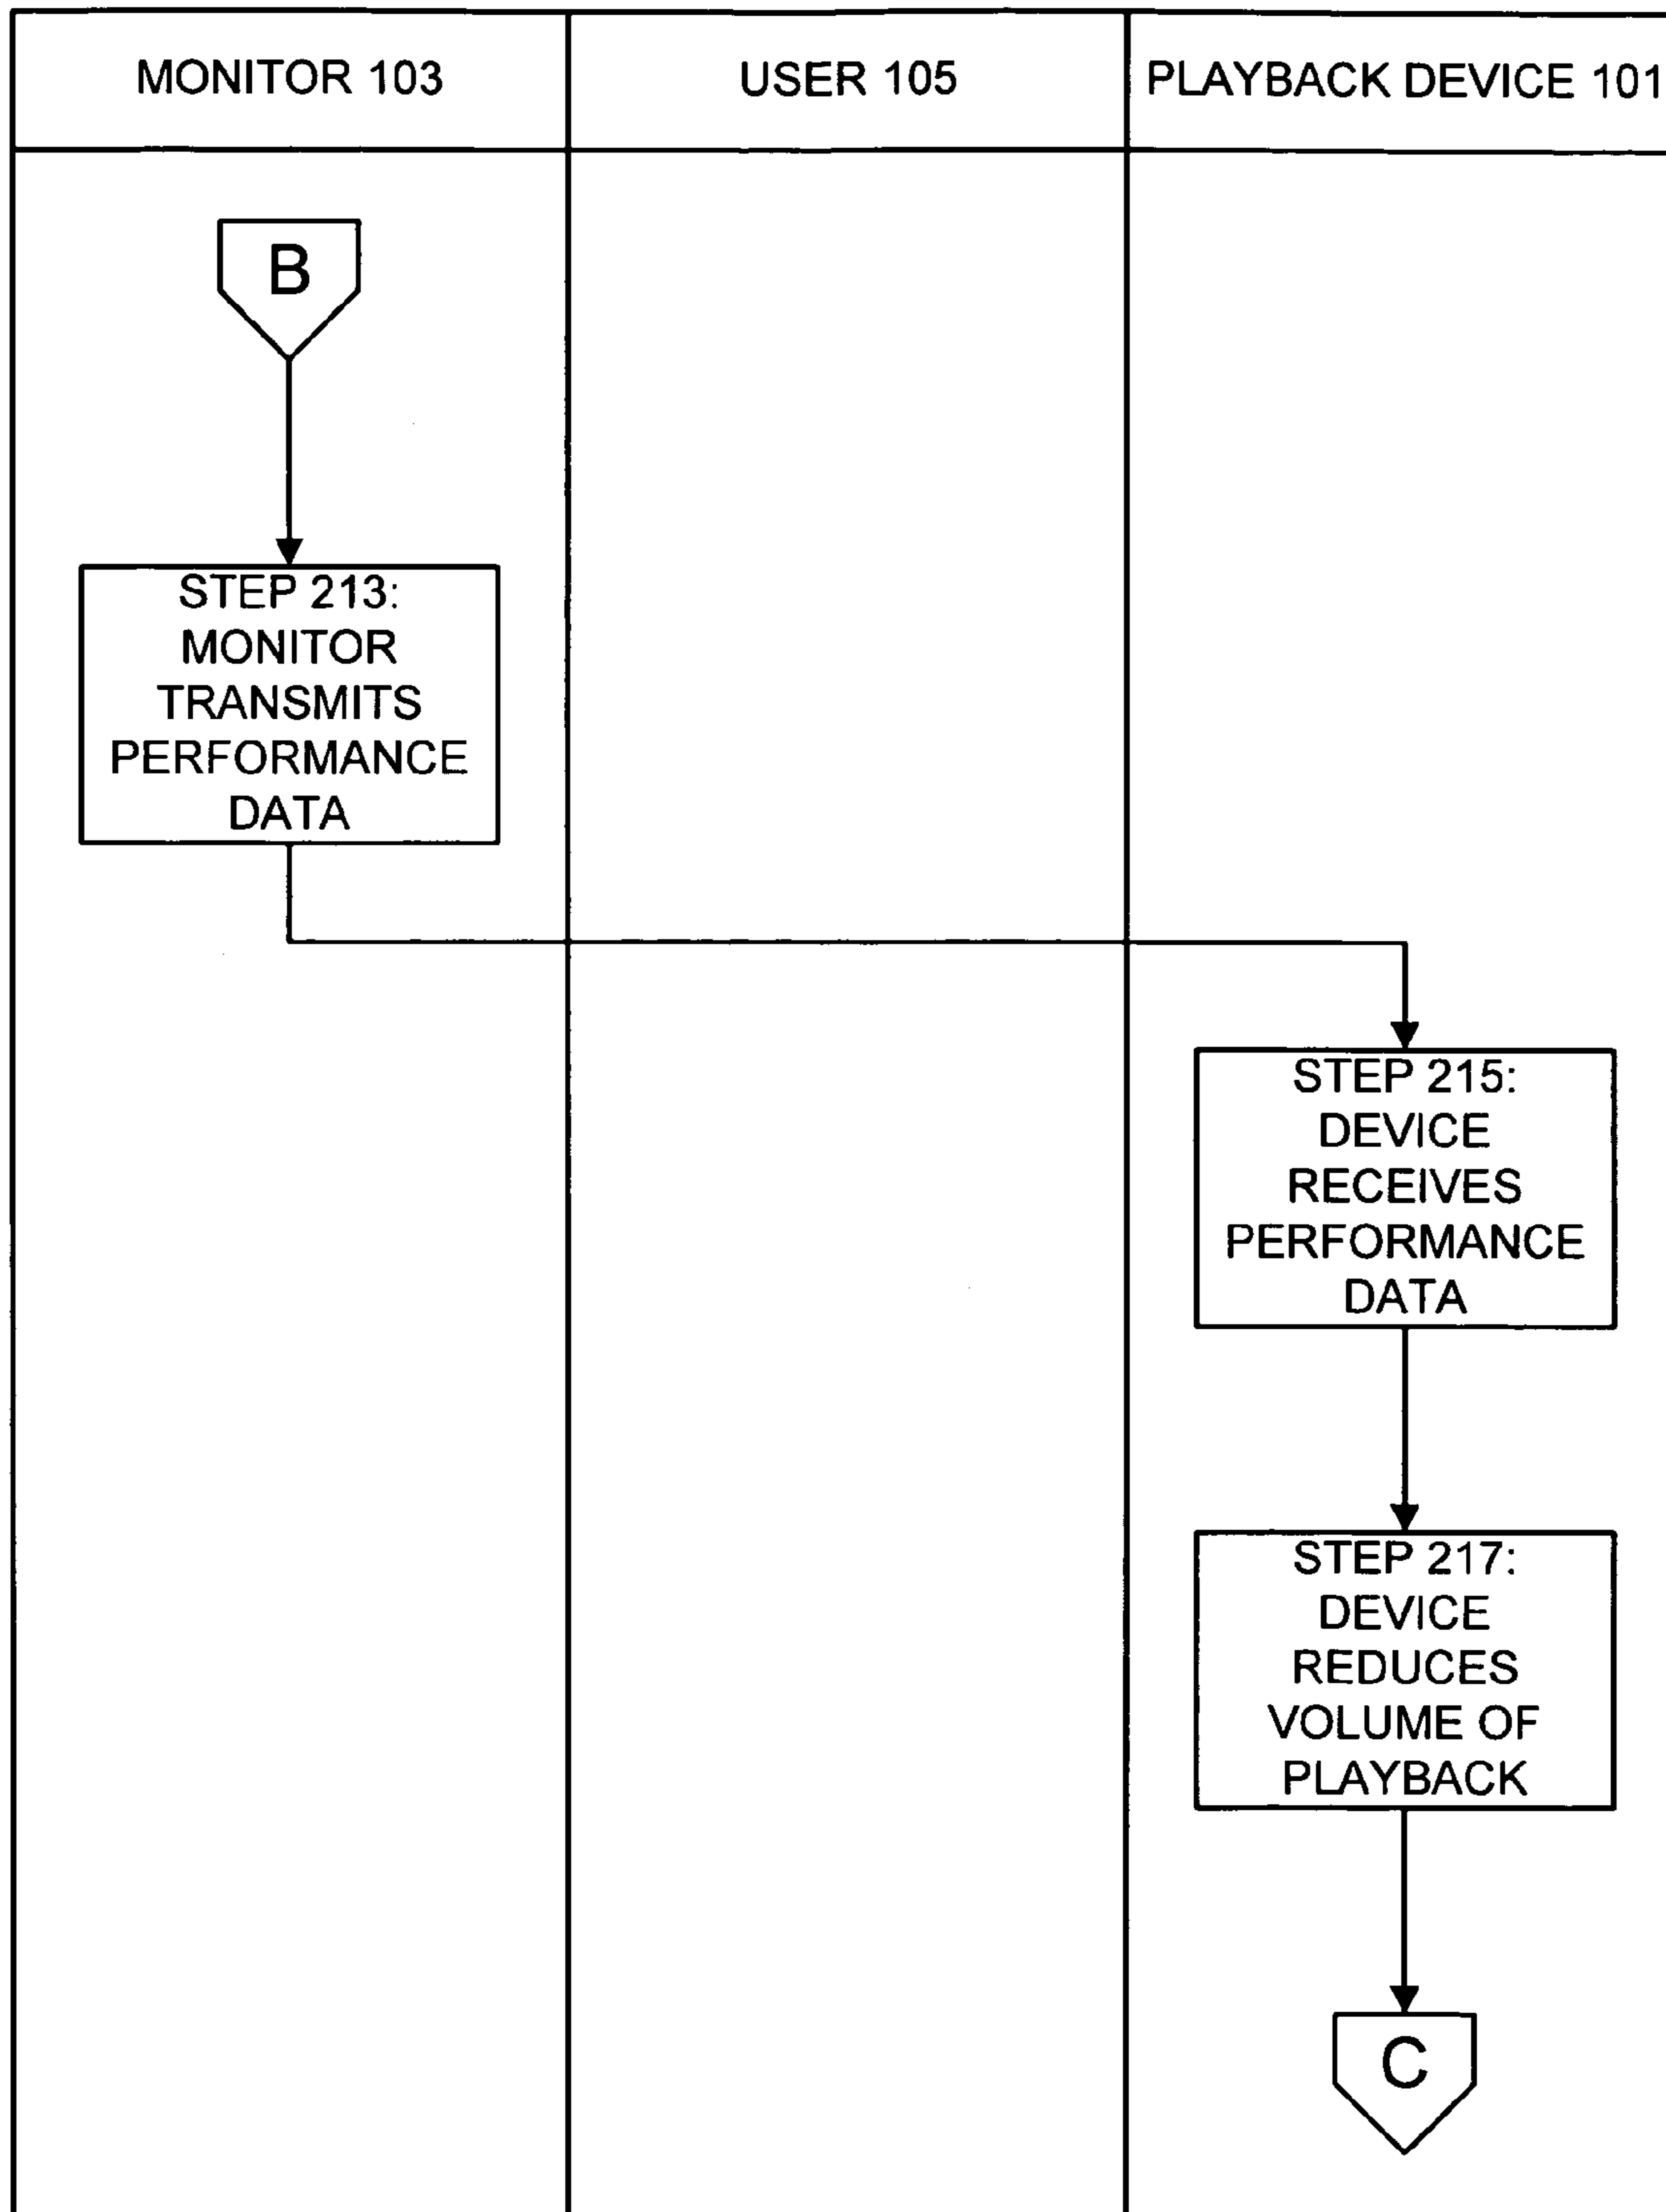 MONITOR 103
USER 105
PLAYBACK DEVICE 101
B
STEP 213:
MONITOR
TRANSMITS
PERFORMANCE
DATA
STEP 215:
DEVICE
RECEIVES
PERFORMANCE
DATA
STEP 217:
DEVICE
REDUCES
VOLUME OF
PLAYBACK
C